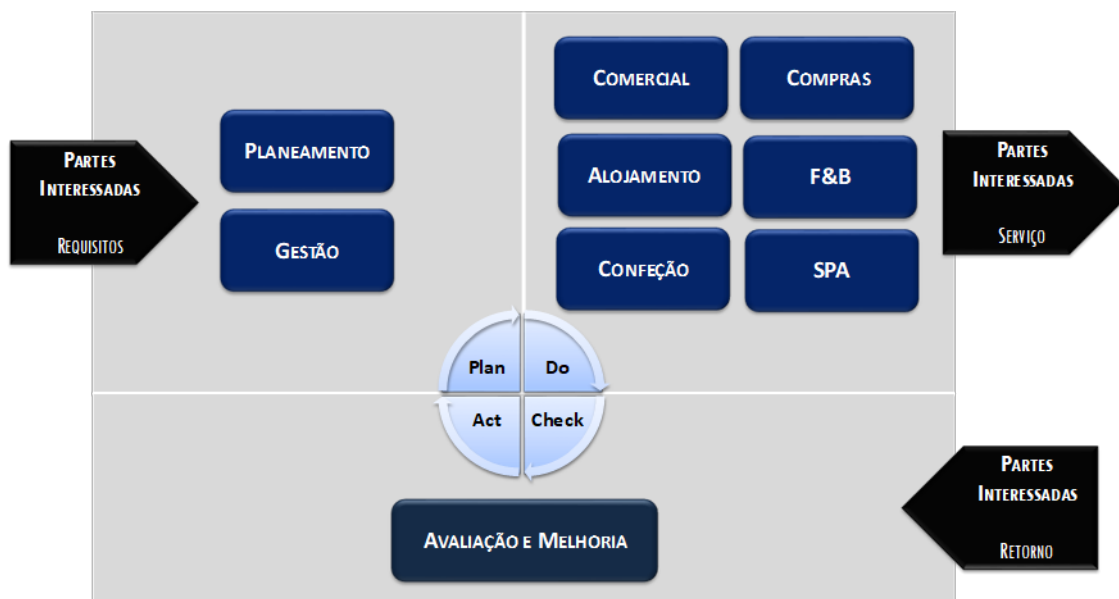 PARTES
INTERESSADAS
REQUISITOS
PLANEAMENTO
GESTÃO
COMERCIAL
COMPRAS
ALOJAMENTO
F&B
CONFEÇÃO
SPA
PARTES
INTERESSADAS
SERVIÇO
Plan
Do
Act
Check
AVALIAÇÃO E MELHORIA
PARTES
INTERESSADAS
RETORNO